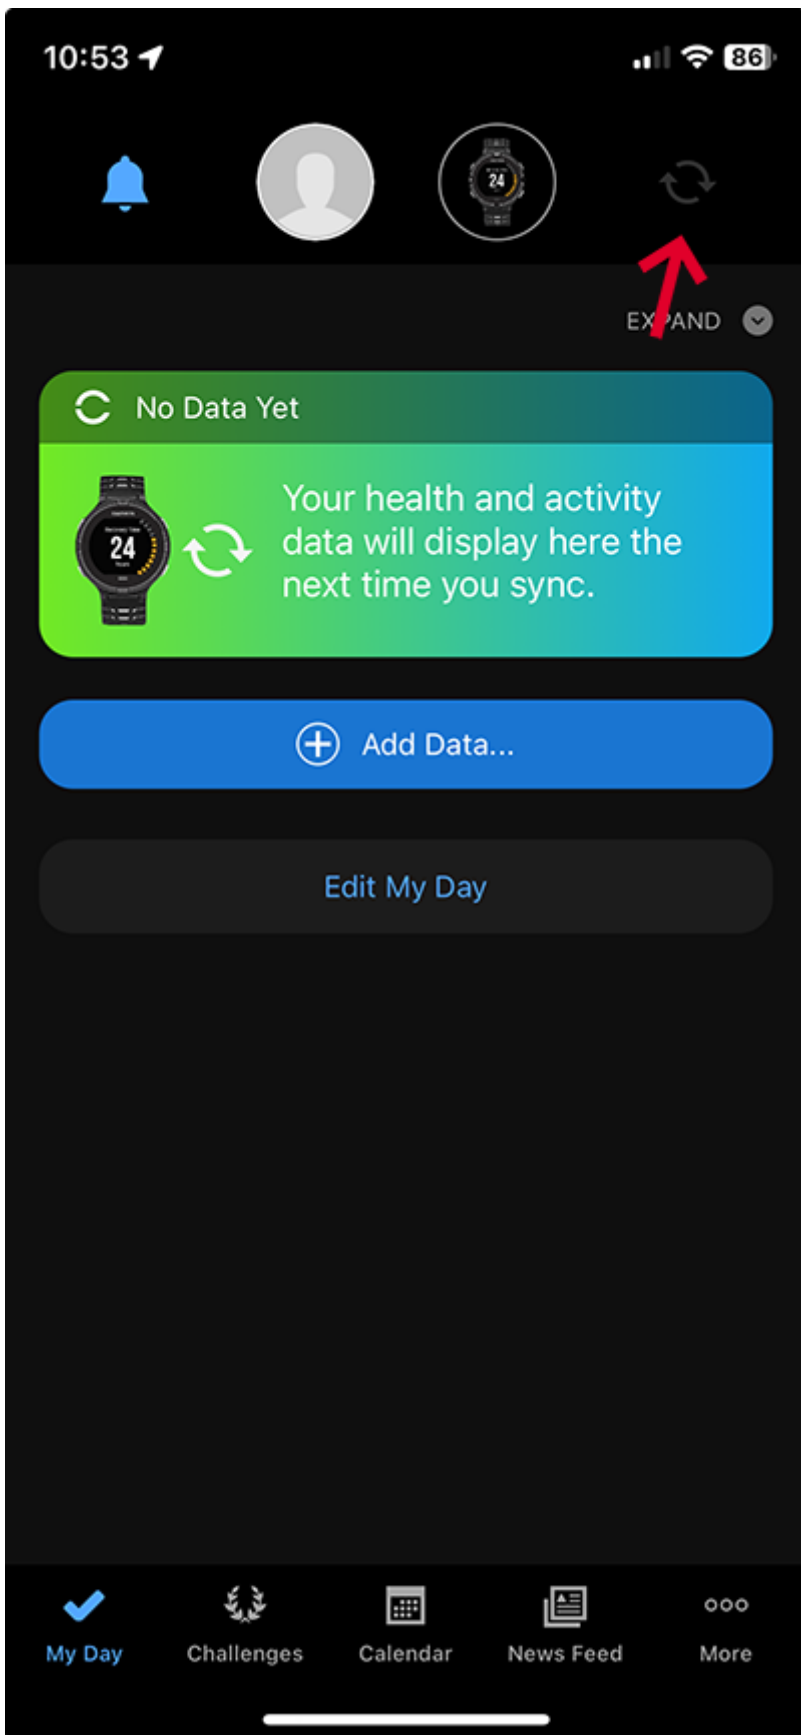 10:53
86
24
EXPAND
No Data Yet
24
Your health and activity
data will display here the
next time you sync.
Add Data...
Edit My Day
My Day
Challenges
Calendar
News Feed
More